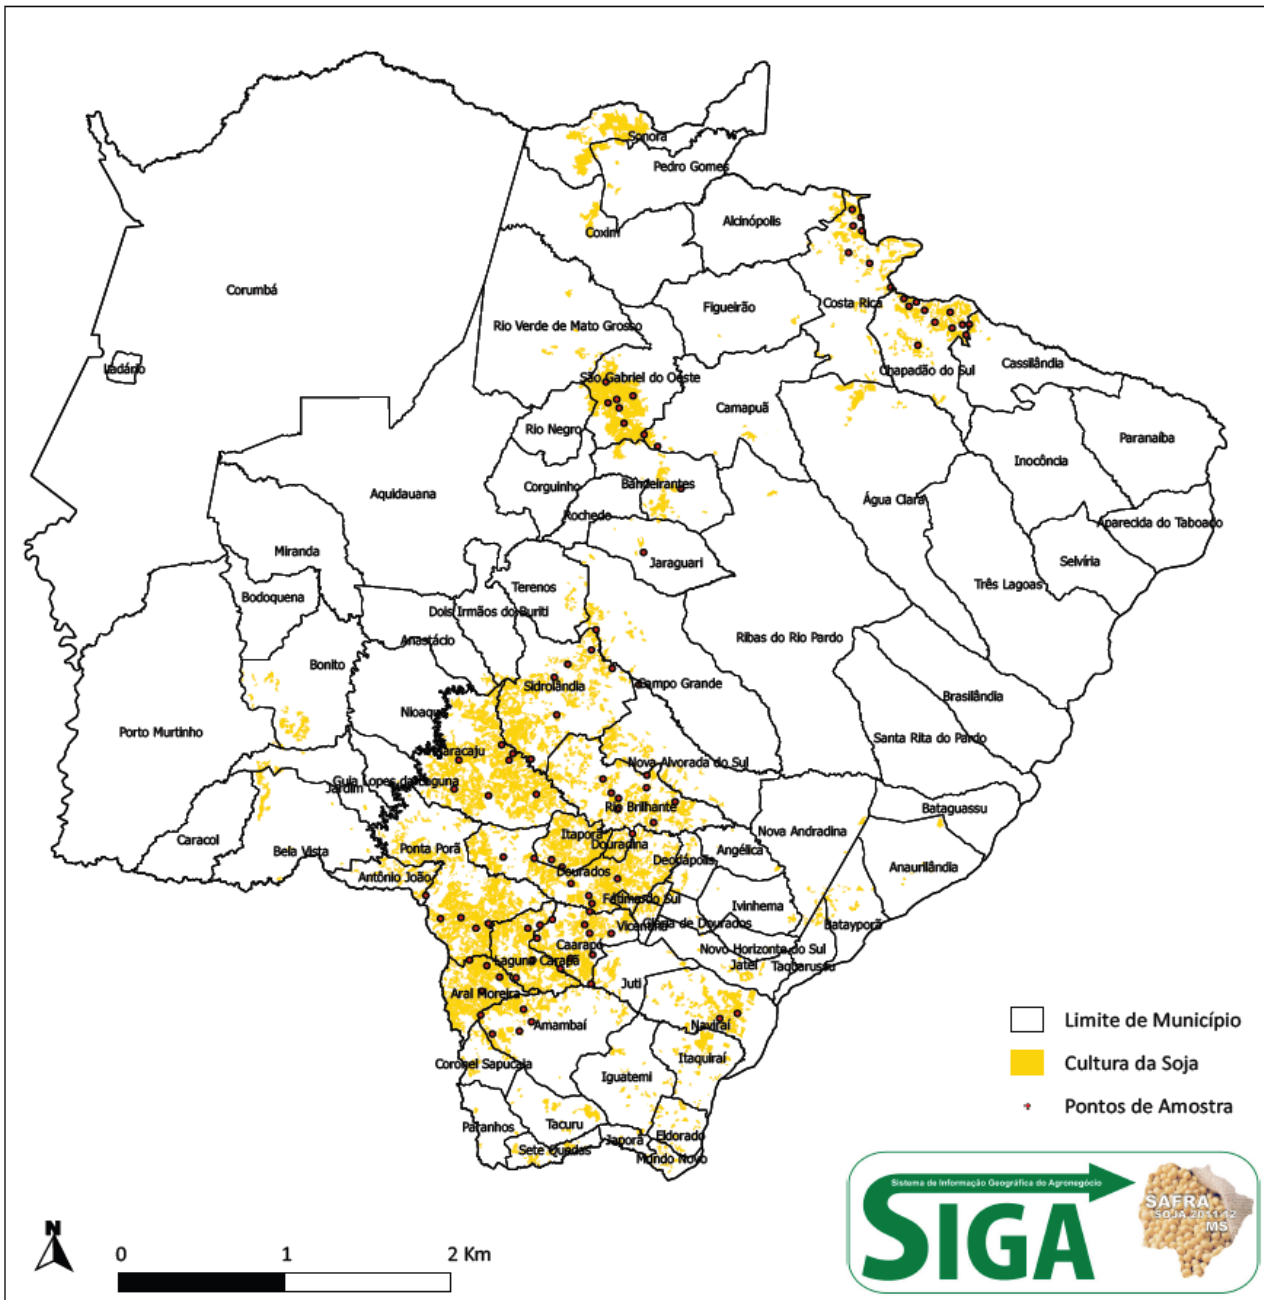 Sonora
Pedro Gomes
Alcinópolis
Coxim
Corumbá
Figueirão
Costa Rica
Rio Verde de Mato Grosso
Ladário
São Gabriel do Oeste
Chapadão do Sul
Cassilândia
Camapuã
Rio Negro
Paranaíba
Inocência
Bandeirantes
Corguinho
Aquidauana
Água Clara
Rochedo
Aparecida do Taboado
Miranda
Jaraguari
Selvíria
Três Lagoas
Terenos
Bodoquena
Dois Irmãos do Buriti
Ribas do Rio Pardo
Anastácio
Bonito
Sidrolândia
Campo Grande
Brasilândia
Nioaque
Porto Murtinho
Santa Rita do Pardo
Maracaju
Nova Alvorada do Sul
Guia Lopes da Laguna
Jardim
Rio Brilhante
Bataguassu
Nova Andradina
Itaporã
Caracol
Douradina
Ponta Porã
Angélica
Bela Vista
Deodápolis
Anaurilândia
Antônio João
Dourados
Fátima do Sul
Ivinhema
Vicentina
Glória de Dourados
Batayporã
Caarapó
Novo Horizonte do Sul
Laguna Carapã
Jateí
Taquarussu
Juti
Aral Moreira
Amambaí
Naviraí
Itaquiraí
Coronel Sapucaia
Iguatemi
Paranhos
Tacuru
Eldorado
Japorã
Sete Quedas
Mundo Novo
Limite de Município
Cultura da Soja
Pontos de Amostra
N
0 1 2 Km
Sistema de Informação Geográfica do Agronegócio
SIGA
SAFRA
SOJA 2011-12
MS